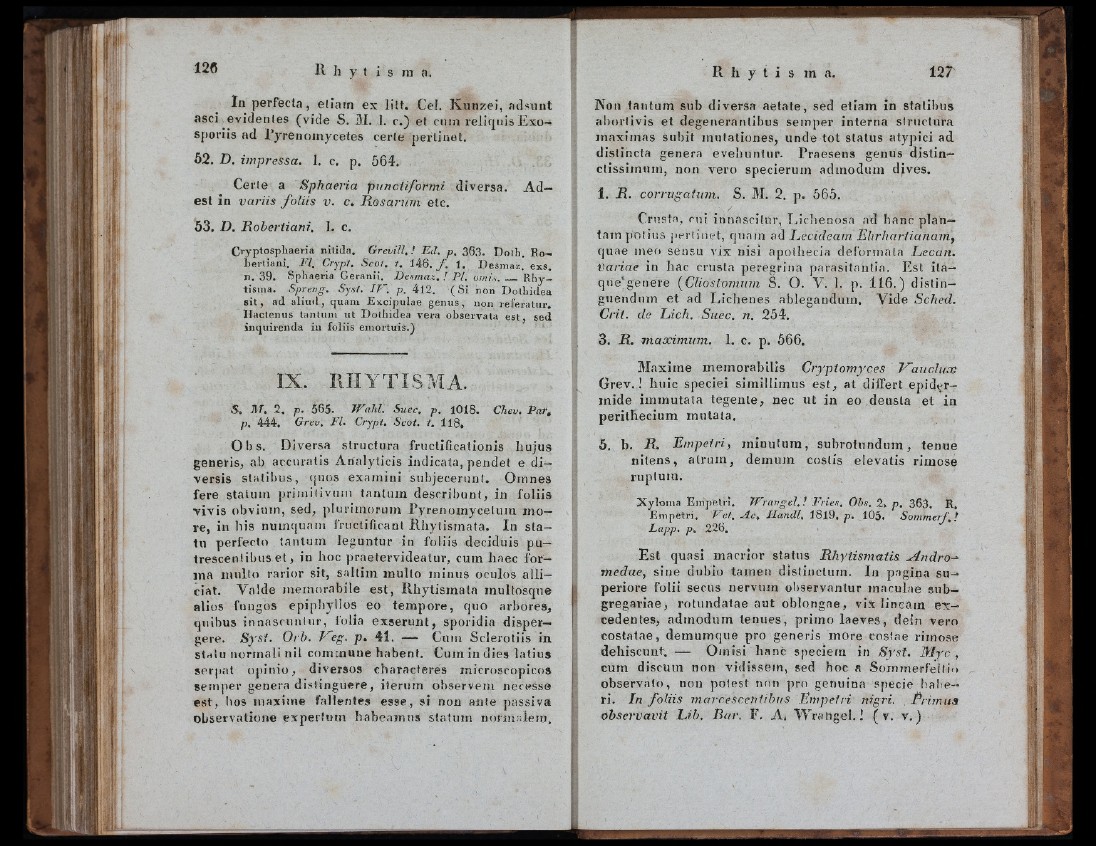 126 Rhytisma.
In perfecta, etiam ex litt. Cel. Kunzei, adsunt
asci evidentes (vide S. M. l. c.) et cum reliquis Exo-
sporiis ad Pyrenomycetes certe pertinet.
52. D. impressa. l. c. p. 564.
Certe a Sphaeria punctiformi diversa. Ad-
est in variis foliis v. c. Rosarum etc.
53. D. Robertiani. l. c.
Cryptosphaeria nitida. Grevill.! Ed. p. 363. Doth. Ro-
bertiani. Fl. Crypt. Scot. t. 146. f. 1. Desmaz. exs.
n. 39. Sphaeria Geranii. Desmaz.! Pl. omis. — Rhy-
tisma. Spreng. Syst. IV. p. 412. (Si non Dothidea
sit, ad aliud, quam Excipulae genus, non referatur.
Hactenus tantum ut Dothidea vera observata est, sed
inquirenda in foliis emortuis.)
IX. RHYTISMA.
S. M. 2. p. 565. Wahl. Suec. p. 1018. Chev. Par.
p. 444. Grev. Fl. Crypt. Scot. t. 118.
Obs. Diversa structura fructificationis hujus
generis, ab accuratis Analyticis indicata, pendet e di-
versis statibus, quos examini subjecerunt. Omnes
fere statum primitivum tantum describunt, in foliis
vivis obvium, sed, plurimorum Pyrenomycetum mo-
re, in his numquam fructificant Rhytismata. In sta-
tu perfecto tantum leguntur in foliis deciduis pu-
trescentibus et, in hoc praetervideatur, cum haec for-
ma multo rarior sit, saltim multo minus oculos alli-
ciat. Valde memorabile est, Rhytismata multosque
alios fungos epiphyllos eo tempore, quo arbores,
quibus innascuntur, folia exserunt, sporidia disper-
gere. Syst. Orb. Veg. p. 41. — Cum Sclerotiis in
statu normali nil commune habent. Cum in dies latius
serpat opinio, diversos characteres microscopicos
semper genera distinguere, iterum observem necesse
est, hos maxime fallentes esse, si non ante passiva
observatione expertum habeamus statum normalem.
Rhytisma. 127
Non tantum sub diversa aetate, sed etiam in statibus
abortivis et degenerantibus semper interna structura
maximas subit mutationes, unde tot status atypici ad
distincta genera evehuntur. Praesens genus distin-
ctissimum, non vero specierum admodum dives.
1. R. corrugatum. S. M. 2. p. 565.
Crusta, cui innascitur, Lichenosa ad hanc plan-
tam potius pertinet, quam ad Lecideam Ehrhartianam,
quae meo sensu vix nisi apothecia deformata Lecan.
variae in hac crusta peregrina parasitantia. Est ita-
que genere (Cliostomum S. O. V. l. p. 116.) distin-
guendum et ad Lichenes ablegandum. Vide Sched.
Crit. de Lich. Suec. n. 254.
3. R. maximum. l. c. p. 566.
Maxime memorabilis Cryptomyces Vauclux
Grev.! huic speciei simillimus est, at differt epider-
mide immutata tegente, nec ut in eo deusta et in
perithecium mutata.
5. b. R. Empetri, minutum, subrotundum, tenue
nitens, atrum, demum costis elevatis rimose
ruptum.
Xyloma Empetri. Wrangel.! Fries. Obs. 2. p. 363. R.
Empetri. Vet. Ac. Handl. 1819. p. 105. Sommerf.!
Lapp. p. 226.
Est quasi macrior status Rhytismatis Andro-
medae, sine dubio tamen distinctum. In pagina su-
periore folii secus nervum observantur maculae sub-
gregariae, rotundatae aut oblongae, vix lineam ex-
cedentes, admodum tenues, primo laeves, dein vero
costatae, demumque pro generis more costae rimose
dehiscunt. — Omisi hanc speciem in Syst. Myc.,
cum discum non vidissem, sed hoc a Sommerfeltio
observato, non potest non pro genuina specie habe-
ri. In foliis marcescentibus Empetri nigri. Primus
observavit Lib. Bar. F. A. Wrangel.! (v. v.)